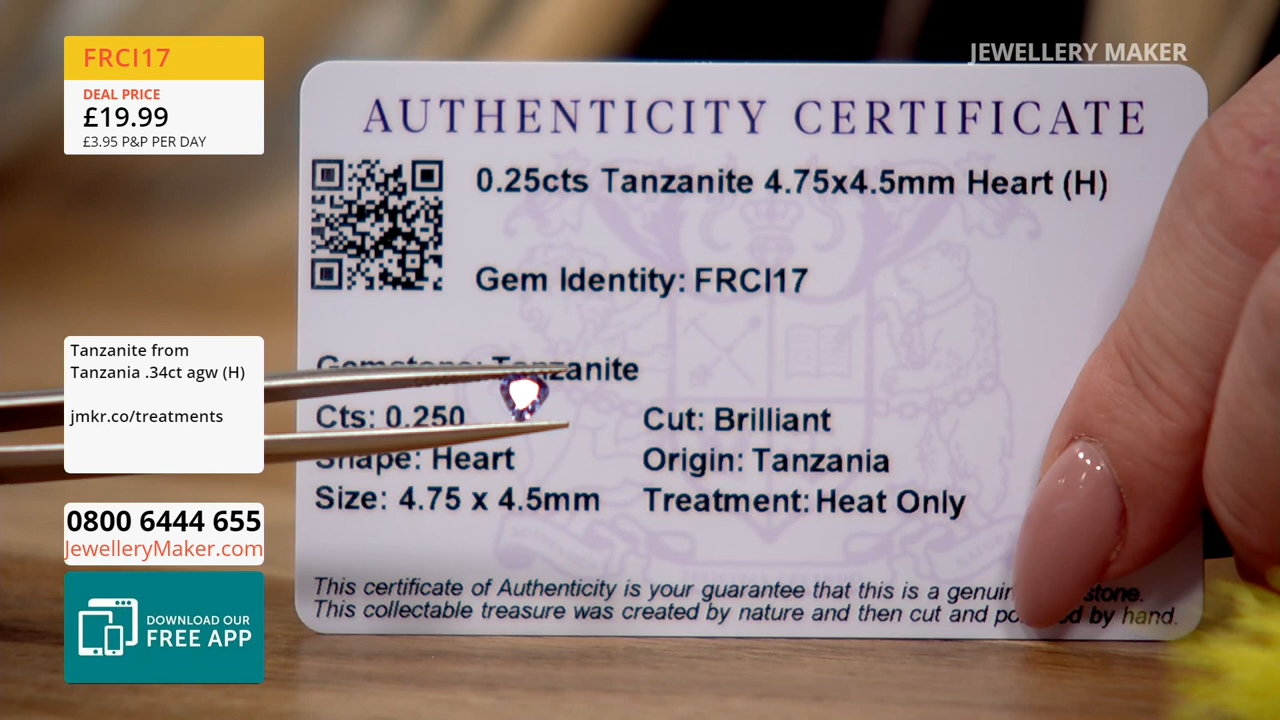 FRCI17
DEAL PRICE
£19.99
£3.95 P&P PER DAY
Tanzanite from
Tanzania .34ct agw (H)
jmkr.co/treatments
0800 6444 655
JewelleryMaker.com
DOWNLOAD OUR
FREE APP
JEWELLERY MAKER
AUTHENTICITY CERTIFICATE
0.25cts Tanzanite 4.75x4.5mm Heart (H)
Gem Identity: FRCI17
Gemstone: Tanzanite
Cts: 0.250 Cut: Brilliant
Shape: Heart Origin: Tanzania
Size: 4.75 x 4.5mm Treatment: Heat Only
This certificate of Authenticity is your guarantee that this is a
This collectable treasure was created by nature and then cut and by hand.